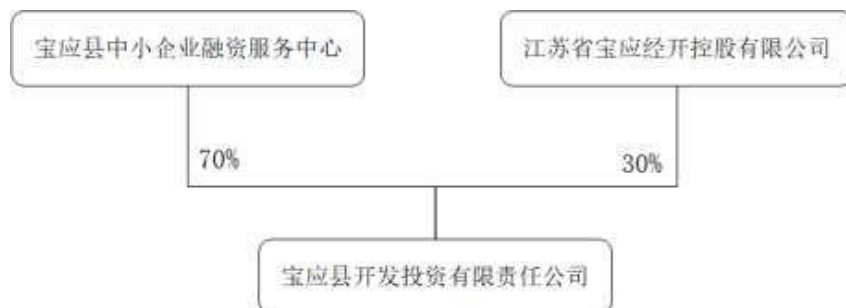 宝应县中小企业融资服务中心
江苏省宝应经开控股有限公司
70%
30%
宝应县开发投资有限责任公司